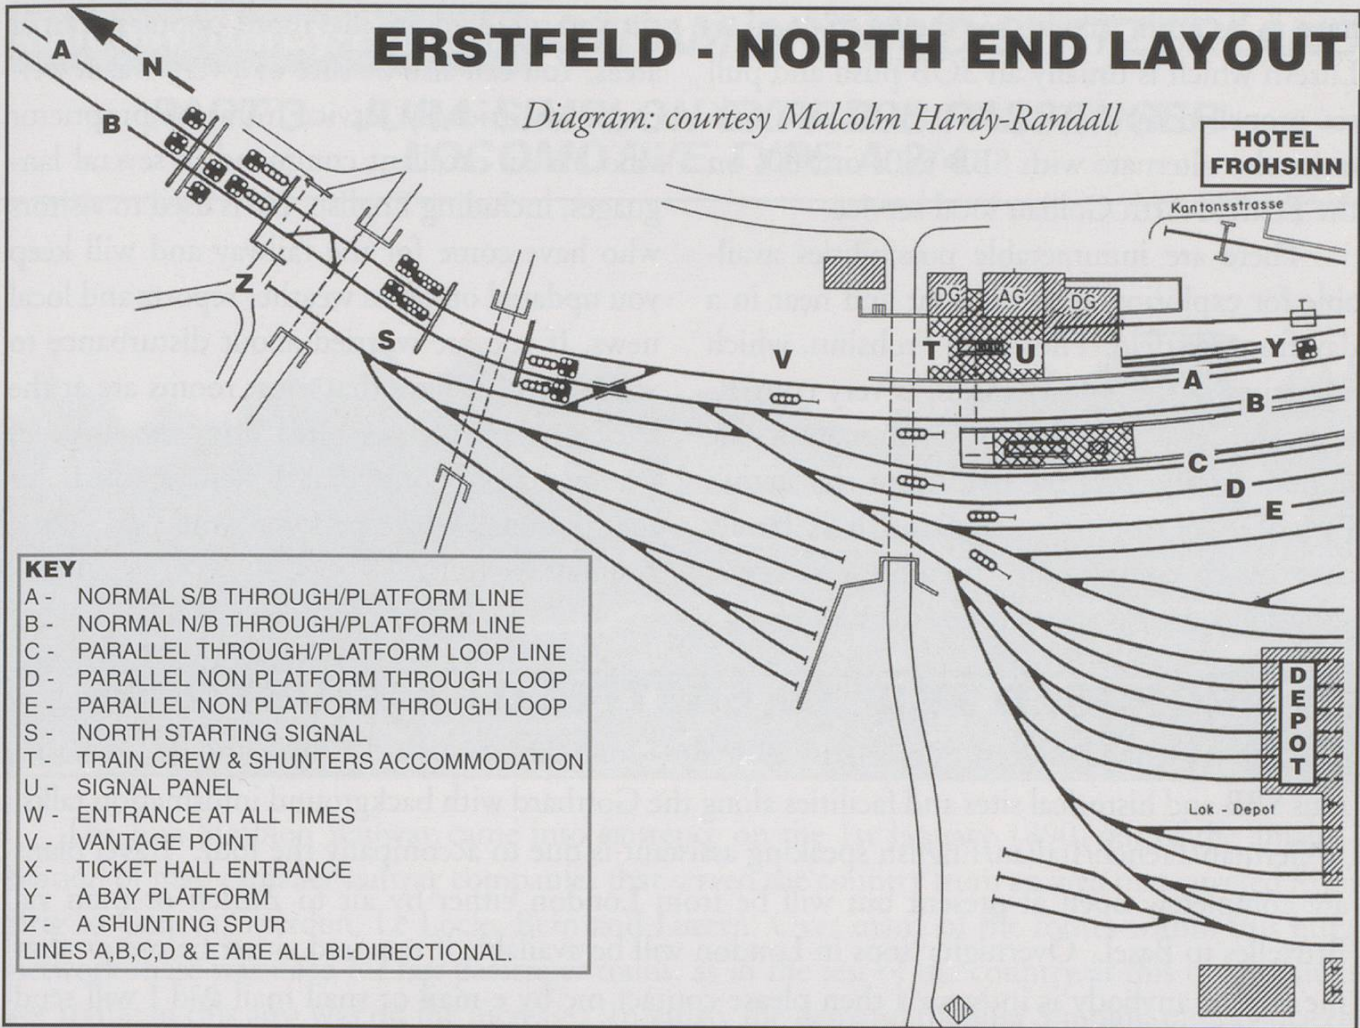 ERSTFELD - NORTH END LAYOUT
Diagram: courtesy Malcolm Hardy-Randall
A
N
B
HOTEL
FROHSINN
Kantonsstrasse
Z
S
DG
AG
DG
V
T
U
Y
A
B
C
D
E
KEY
A - NORMAL S/B THROUGH/PLATFORM LINE
B - NORMAL N/B THROUGH/PLATFORM LINE
C - PARALLEL THROUGH/PLATFORM LOOP LINE
D - PARALLEL NON PLATFORM THROUGH LOOP
E - PARALLEL NON PLATFORM THROUGH LOOP
S - NORTH STARTING SIGNAL
T - TRAIN CREW & SHUNTERS ACCOMMODATION
U - SIGNAL PANEL
W - ENTRANCE AT ALL TIMES
V - VANTAGE POINT
X - TICKET HALL ENTRANCE
Y - A BAY PLATFORM
Z - A SHUNTING SPUR
LINES A,B,C,D & E ARE ALL BI-DIRECTIONAL.
DEPOT
Lok - Depot